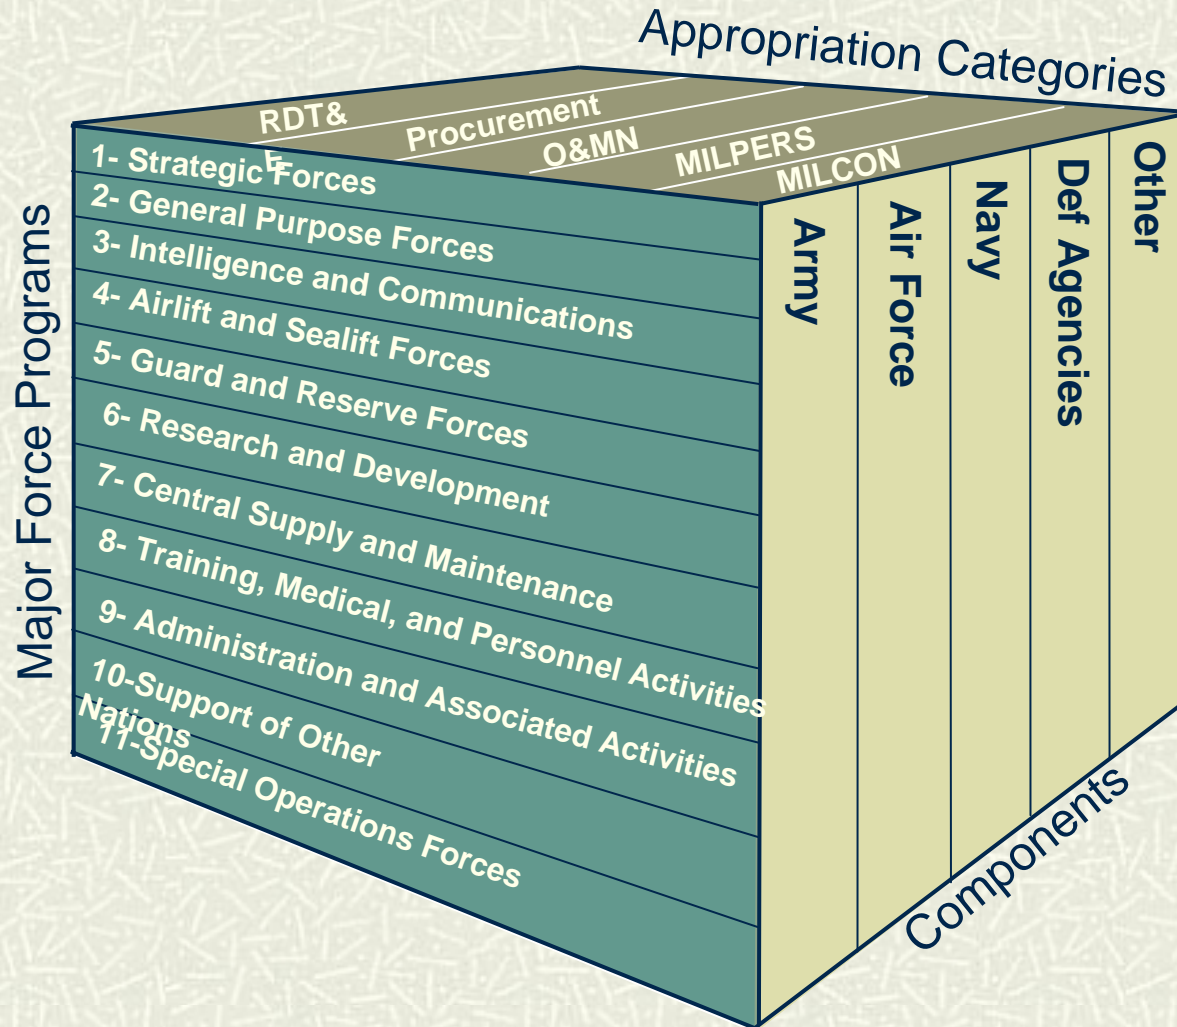 Appropriation Categories
RDT&
E
Procurement
O&MN
MILPERS
MILCON
Major Force Programs
1- Strategic Forces
2- General Purpose Forces
3- Intelligence and Communications
4- Airlift and Sealift Forces
5- Guard and Reserve Forces
6- Research and Development
7- Central Supply and Maintenance
8- Training, Medical, and Personnel Activities
9- Administration and Associated Activities
10-Support of Other
Nations
11-Special Operations Forces
Army
Air Force
Navy
Def Agencies
Other
Components